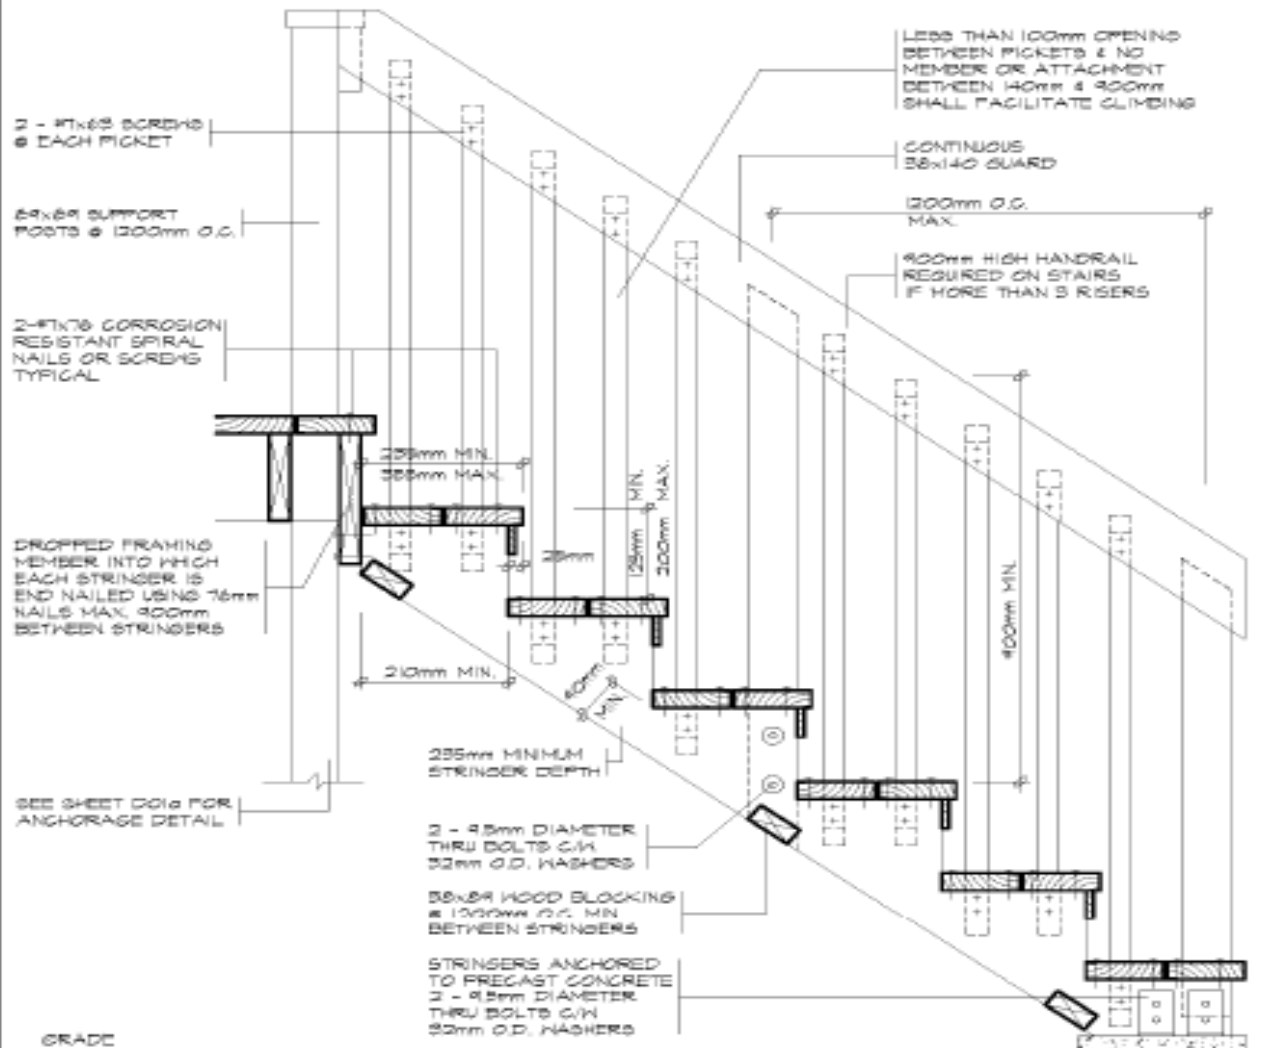 2 - #7x63 SCREWS
@ EACH PICKET
89x89 SUPPORT
POSTS @ 1200mm O.C.
2-#7x76 CORROSION
RESISTANT SPIRAL
NAILS OR SCREWS
TYPICAL
DROPPED FRAMING
MEMBER INTO WHICH
EACH STRINGER IS
END NAILED USING 76mm
NAILS MAX. 900mm
BETWEEN STRINGERS
SEE SHEET FOR
ANCHORAGE DETAIL
GRADE
LESS THAN 100mm OPENING
BETWEEN PICKETS & NO
MEMBER OR ATTACHMENT
BETWEEN 140mm & 900mm
SHALL FACILITATE CLIMBING
CONTINUOUS
38x140 GUARD
1200mm O.C.
MAX.
900mm HIGH HANDRAIL
REQUIRED ON STAIRS
IF MORE THAN 3 RISERS
235mm MIN.
355mm MAX.
25mm
125mm MIN.
200mm MAX.
900mm MIN.
210mm MIN.
90mm
MIN.
235mm MINIMUM
STRINGER DEPTH
2 - 9.5mm DIAMETER
THRU BOLTS C/W
32mm O.D. WASHERS
38x89 WOOD BLOCKING
@ 1200mm O.C. MIN
BETWEEN STRINGERS
STRINGERS ANCHORED
TO PRECAST CONCRETE
2 - 9.5mm DIAMETER
THRU BOLTS C/W
32mm O.D. WASHERS